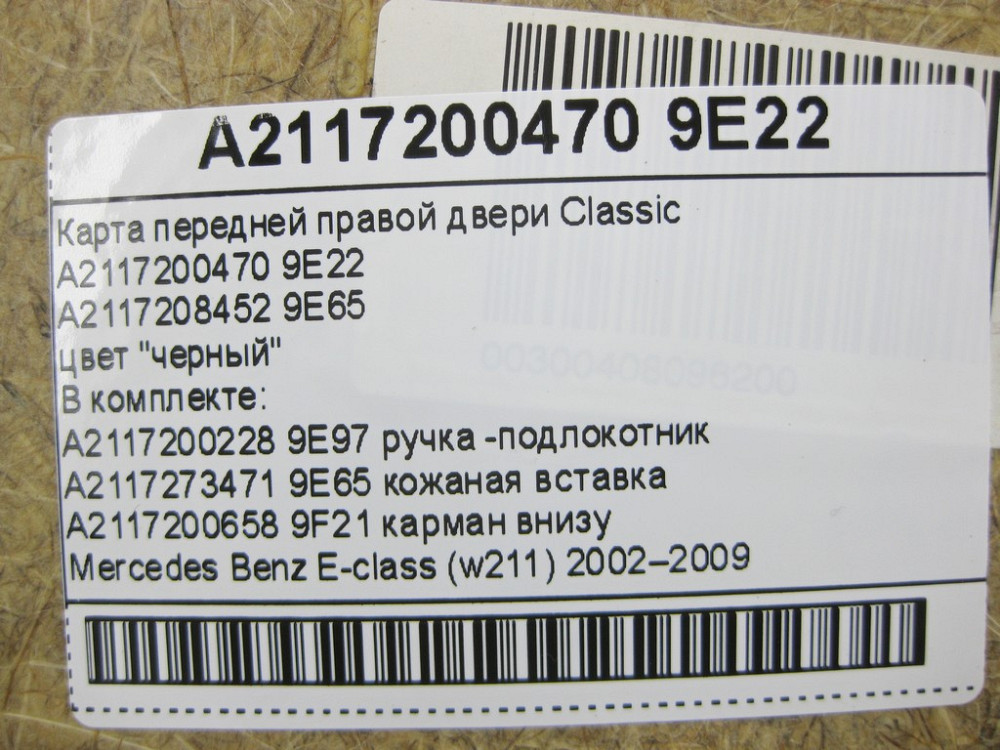 A2117200470 9E22
Карта передней правой двери Classic
A2117200470 9E22
A2117208452 9E65
цвет "черный"
В комплекте:
A2117200228 9E97 ручка -подлокотник
A2117273471 9E65 кожаная вставка
A2117200658 9F21 карман внизу
Mercedes Benz E-class (w211) 2002–2009